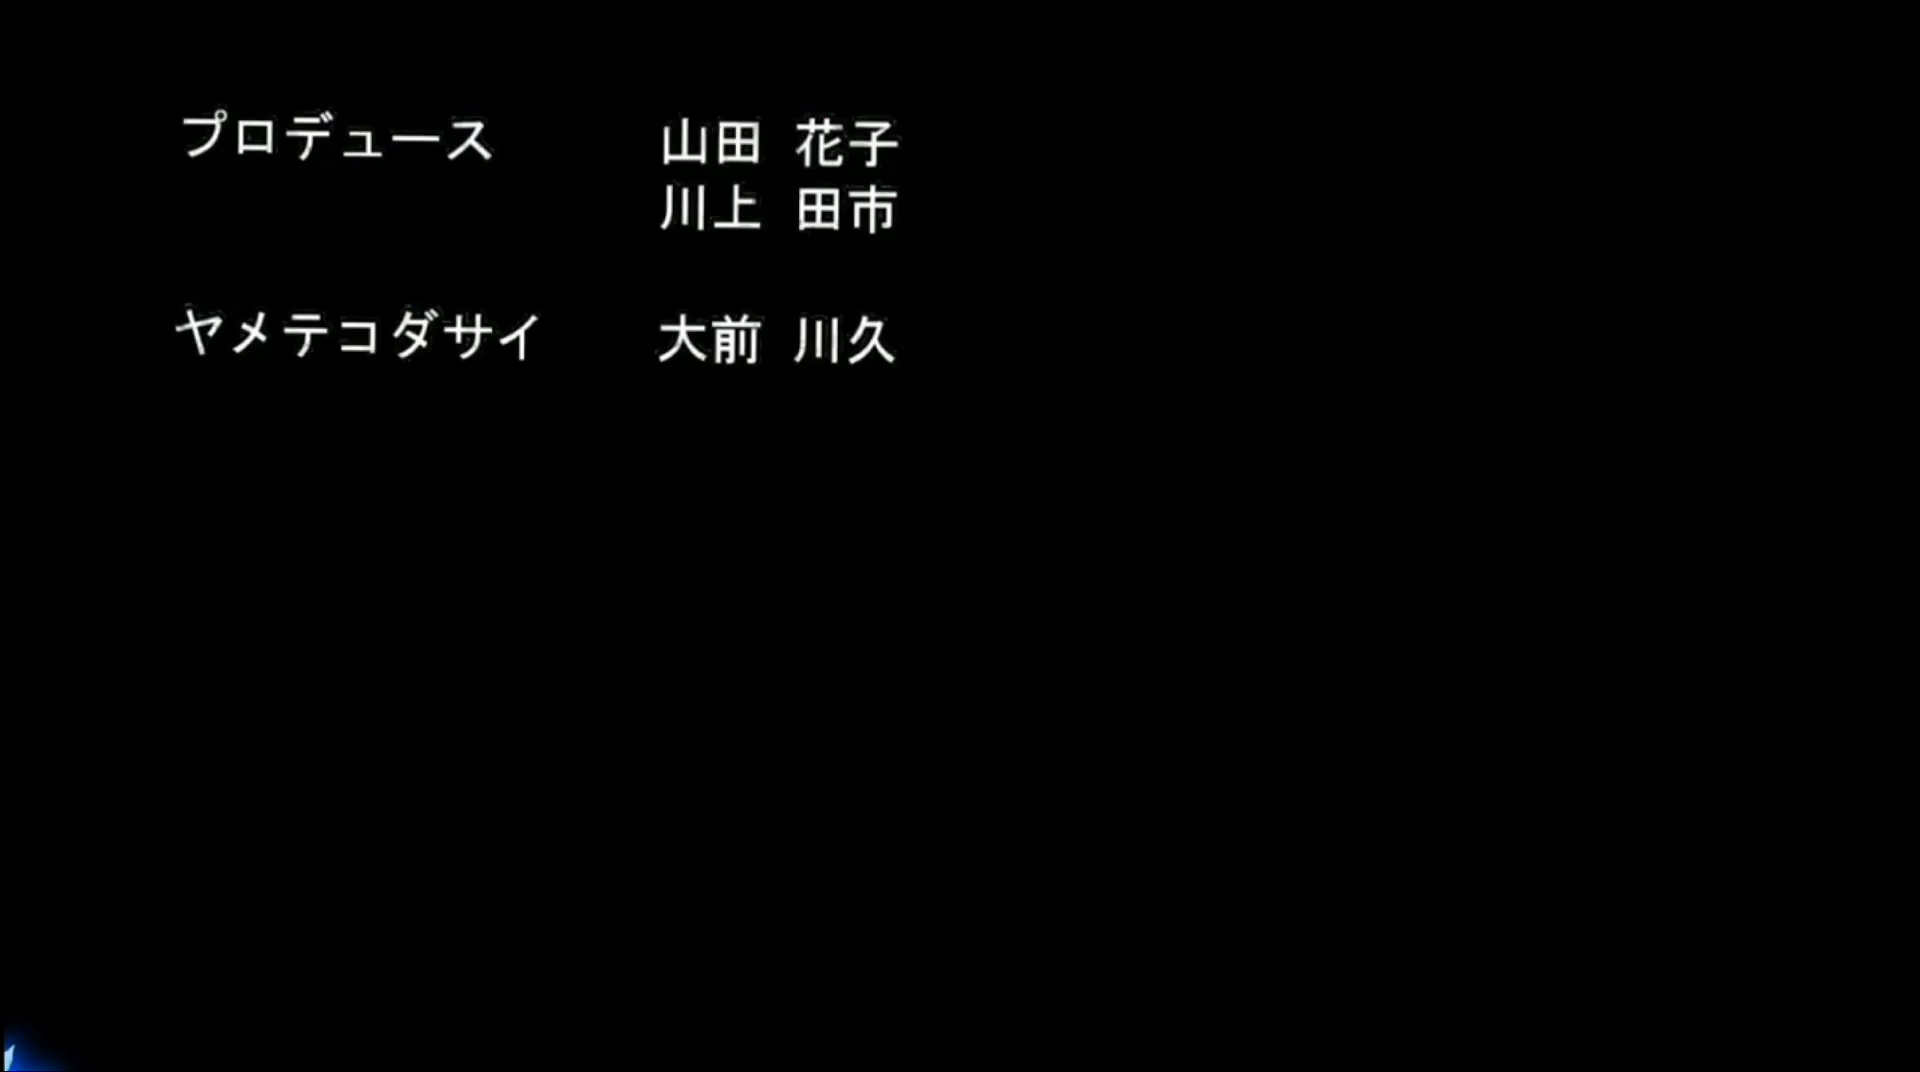 プロデュース　山田　花子
川上　田市
ヤメテコダサイ　大前　川久